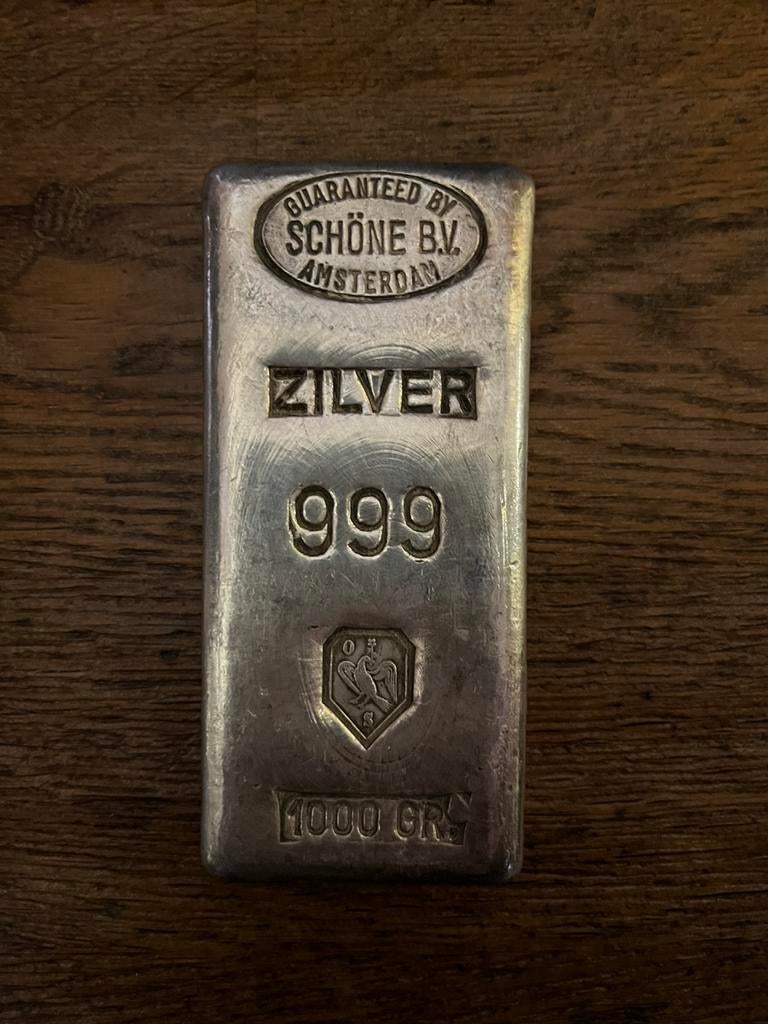 GUARANTEED BY
SCHÖNE B.V.
AMSTERDAM
ZILVER
999
O
S
1000 GR.